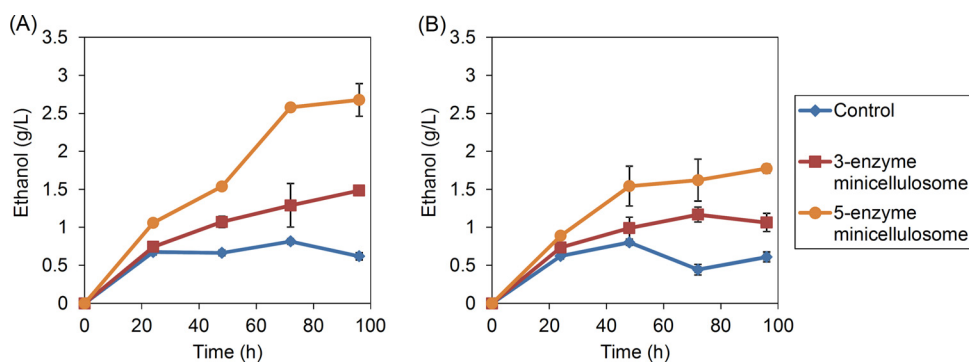 (A)
Ethanol (g/L)
3.5
3
2.5
2
1.5
1
0.5
0
0 20 40 60 80 100
Time (h)
(B)
Ethanol (g/L)
3.5
3
2.5
2
1.5
1
0.5
0
0 20 40 60 80 100
Time (h)
Control
3-enzyme
minicellulosome
5-enzyme
minicellulosome